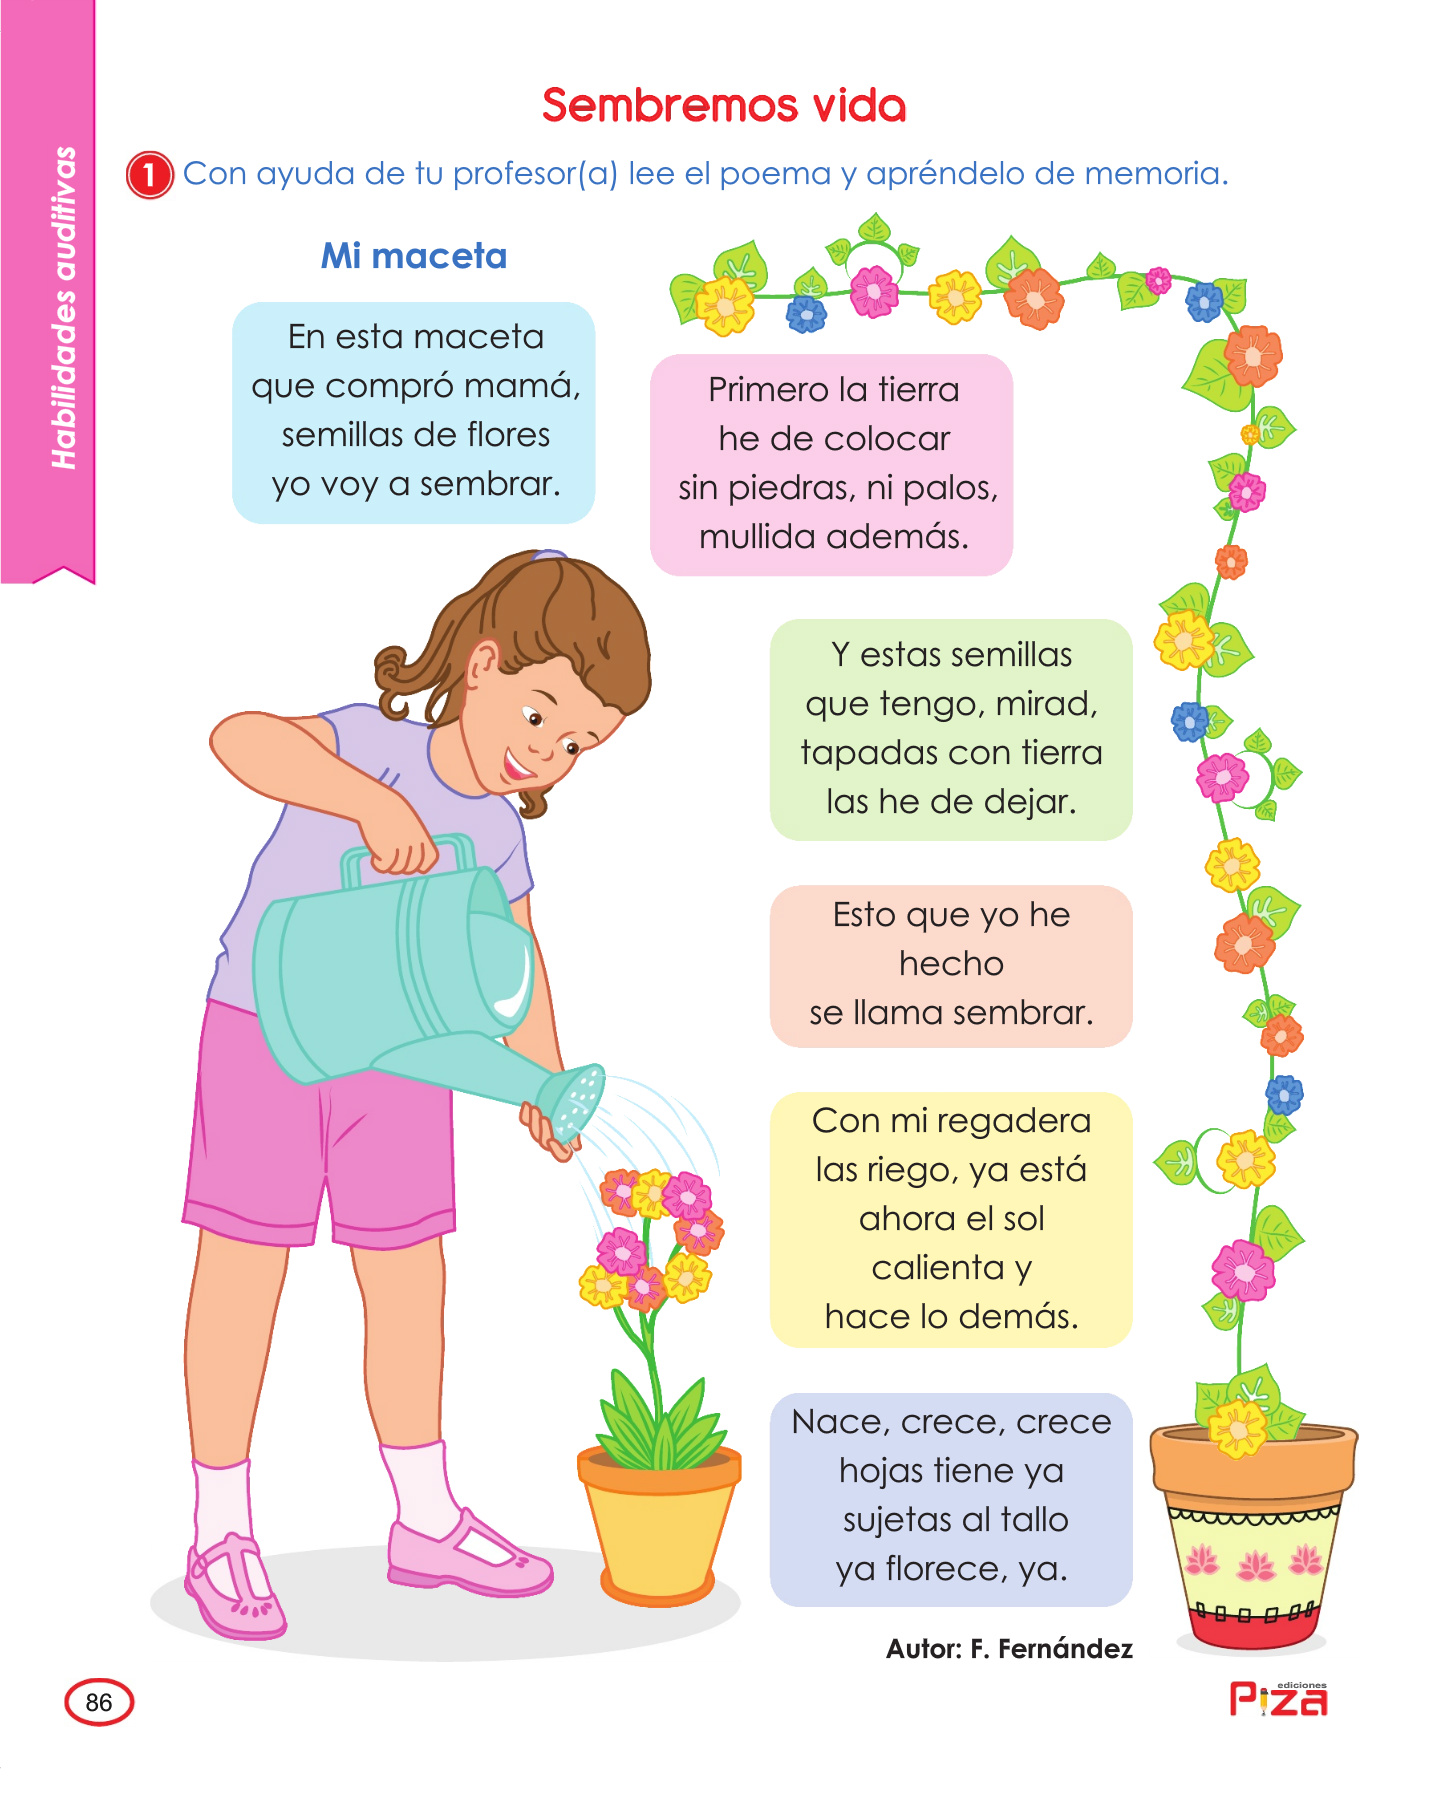 Habilidades auditivas
Sembremos vida
1 Con ayuda de tu profesor(a) lee el poema y apréndelo de memoria.
Mi maceta
En esta maceta
que compró mamá,
semillas de flores
yo voy a sembrar.
Primero la tierra
he de colocar
sin piedras, ni palos,
mullida además.
Y estas semillas
que tengo, mirad,
tapadas con tierra
las he de dejar.
Esto que yo he
hecho
se llama sembrar.
Con mi regadera
las riego, ya está
ahora el sol
calienta y
hace lo demás.
Nace, crece, crece
hojas tiene ya
sujetas al tallo
ya florece, ya.
Autor: F. Fernández
86
ediciones
Piza